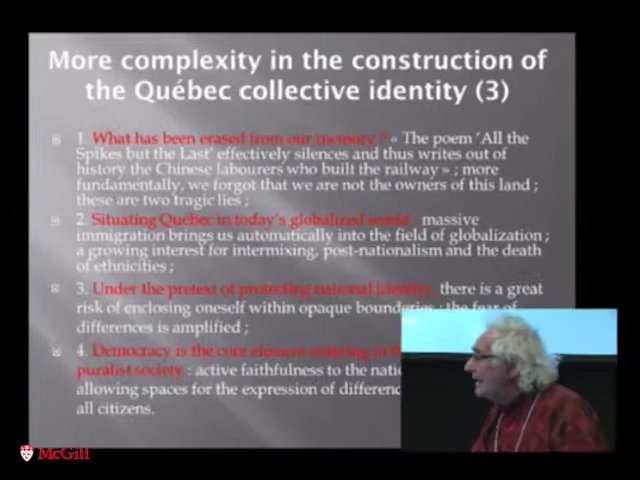 More complexity in the construction of
the Québec collective identity (3)
1. What has been erased from our memory ? « The poem 'All the
Spikes but the Last' effectively silences and thus writes out of
history the Chinese labourers who built the railway » ; more
fundamentally, we forgot that we are not the owners of this land ;
these are two tragic lies ;
2. Situating Québec in today's globalized world massive
immigration brings us automatically into the field of globalization ;
a growing interest for intermixing, post-nationalism and the death
of ethnicities ;
3. Under the pretext of protecting national identity, there is a great
risk of enclosing oneself within opaque boundaries ; the fear of
differences is amplified ;
4. Democracy is the core element
puralist society : active faithfulness to the
allowing spaces for the expression of
all citizens.
McGill